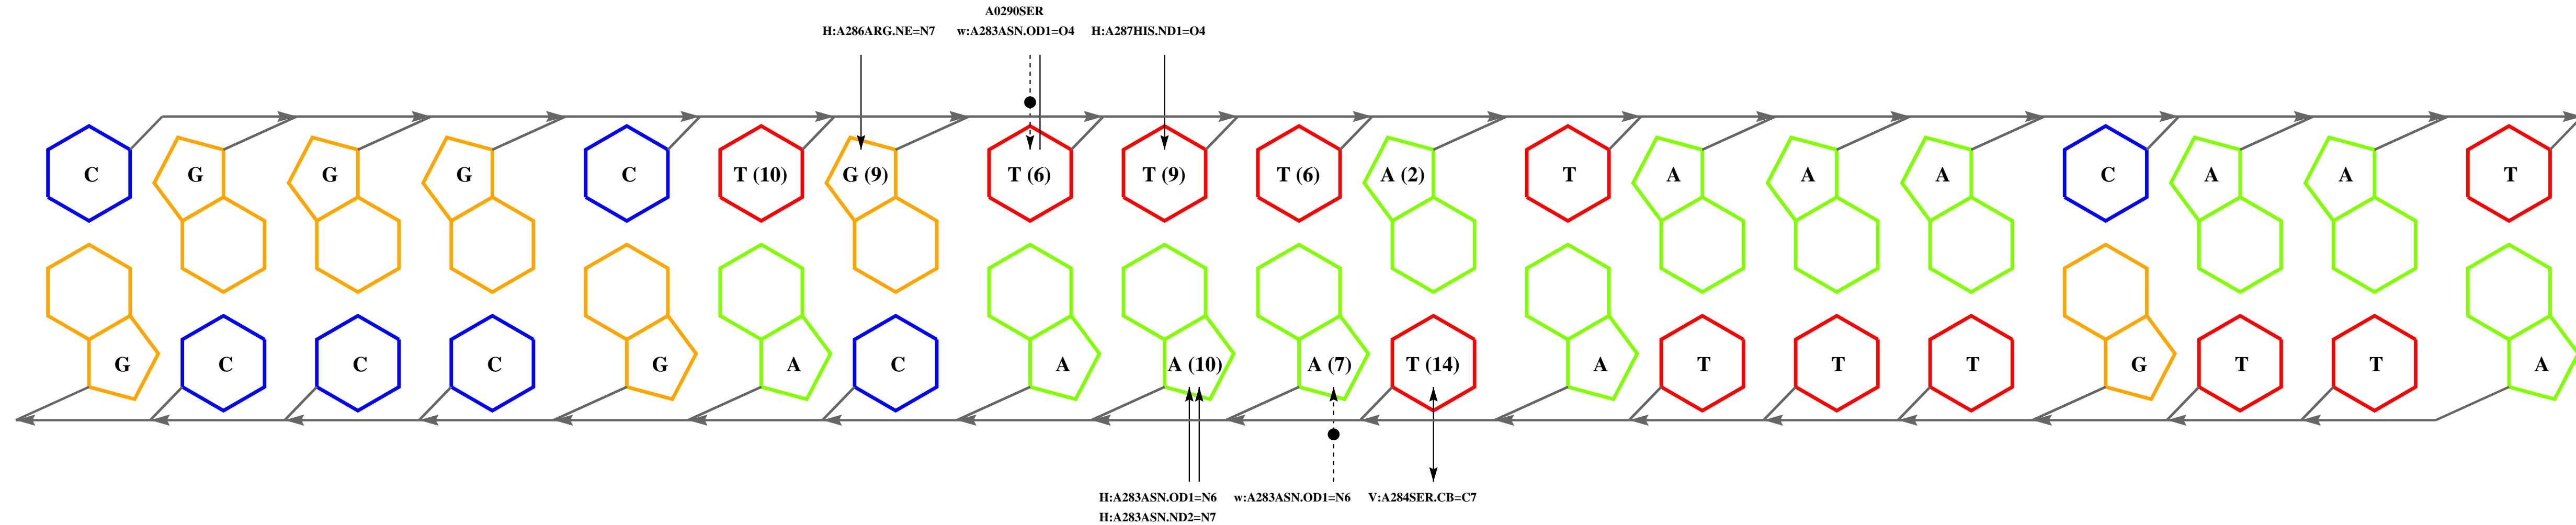 A0290SER
H:A286ARG.NE=N7 w:A283ASN.OD1=O4 H:A287HIS.ND1=O4
C G G G C T (10) G (9) T (6) T (9) T (6) A (2) T A A A C A A T
G C C C G A C A A (10) A (7) T (14) A T T T G T T A
H:A283ASN.OD1=N6 w:A283ASN.OD1=N6 V:A284SER.CB=C7
H:A283ASN.ND2=N7